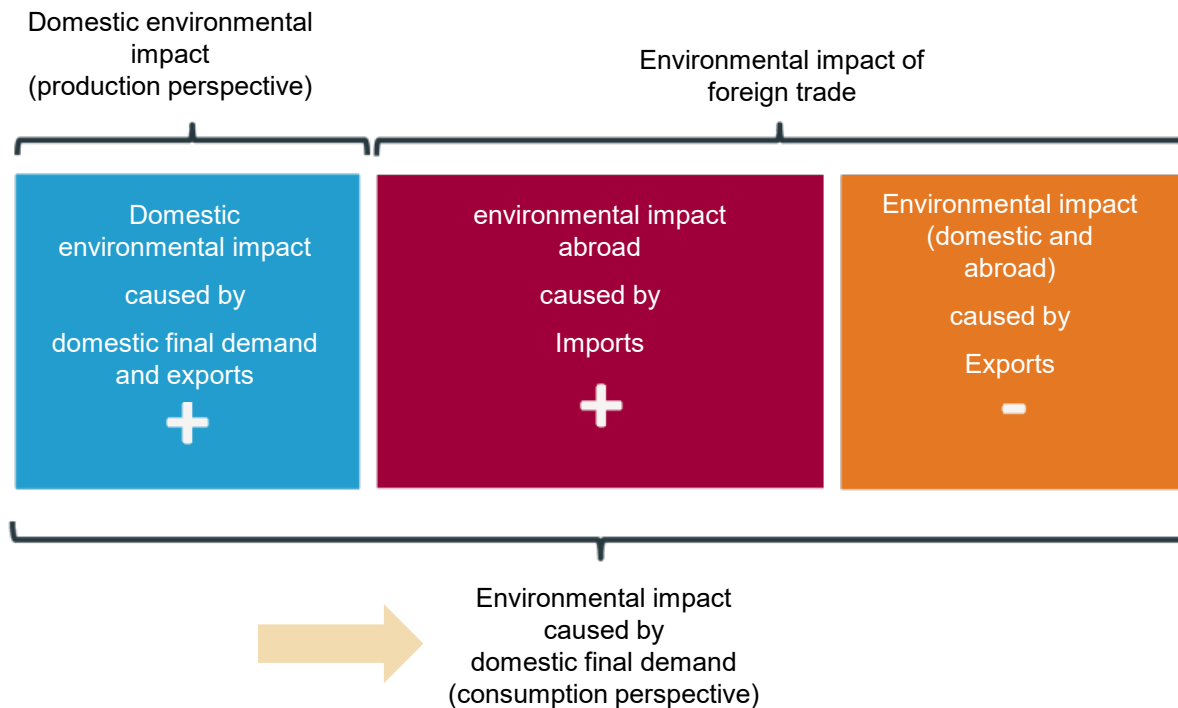 Domestic environmental
impact
(production perspective)
Environmental impact of
foreign trade
Domestic
environmental impact
caused by
domestic final demand
and exports
+
environmental impact
abroad
caused by
Imports
+
Environmental impact
(domestic and
abroad)
caused by
Exports
-
Environmental impact
caused by
domestic final demand
(consumption perspective)